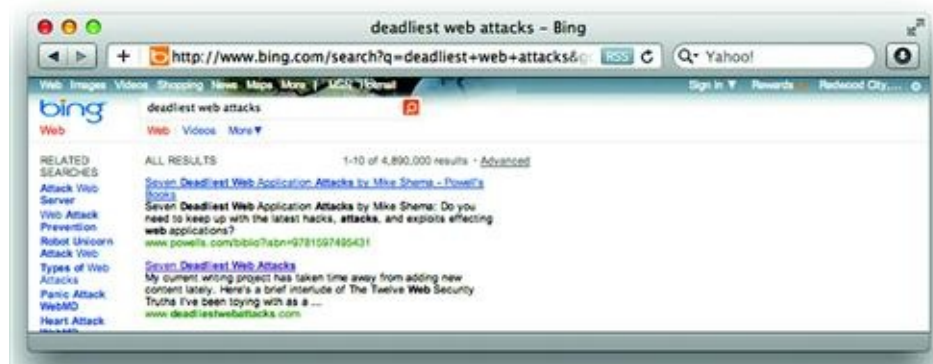 deadliest web attacks – Bing
http://www.bing.com/search?q=deadliest+web+attacks& RSS Yahoo!
Web Images Videos Shopping News Maps More | MSN Hotmail Sign in Rewards Redwood City,...
bing
deadliest web attacks
Web
Web Videos More▼
RELATED SEARCHES
Attack Web Server
Web Attack Prevention
Robot Unicorn Attack Web
Types of Web Attacks
Panic Attack WebMD
Heart Attack
ALL RESULTS 1-10 of 4,890,000 results · Advanced
Seven Deadliest Web Application Attacks by Mike Shema - Powell's
Books
Seven Deadliest Web Application Attacks by Mike Shema: Do you
need to keep up with the latest hacks, attacks, and exploits effecting
web applications?
www.powells.com/biblio?isbn=9781597495431
Seven Deadliest Web Attacks
My current writing project has taken time away from adding new
content lately. Here's a brief interlude of The Twelve Web Security
Truths I've been toying with as a ...
www.deadliestwebattacks.com